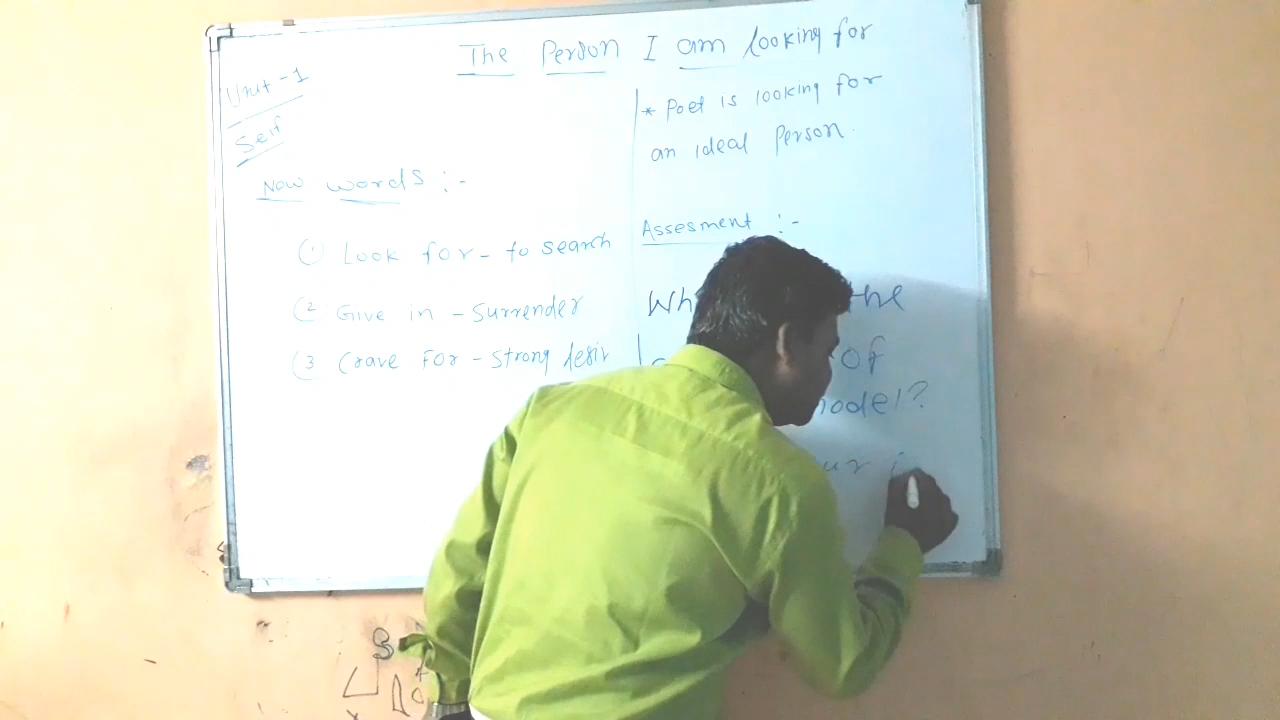 The Person I am looking for
Unit-1
Self
New words :-
(1) Look for - to search
(2) Give in - Surrender
(3) Crave For - Strong desir
* Poet is looking for
an ideal Person.
Assesment :-
the
of
model?